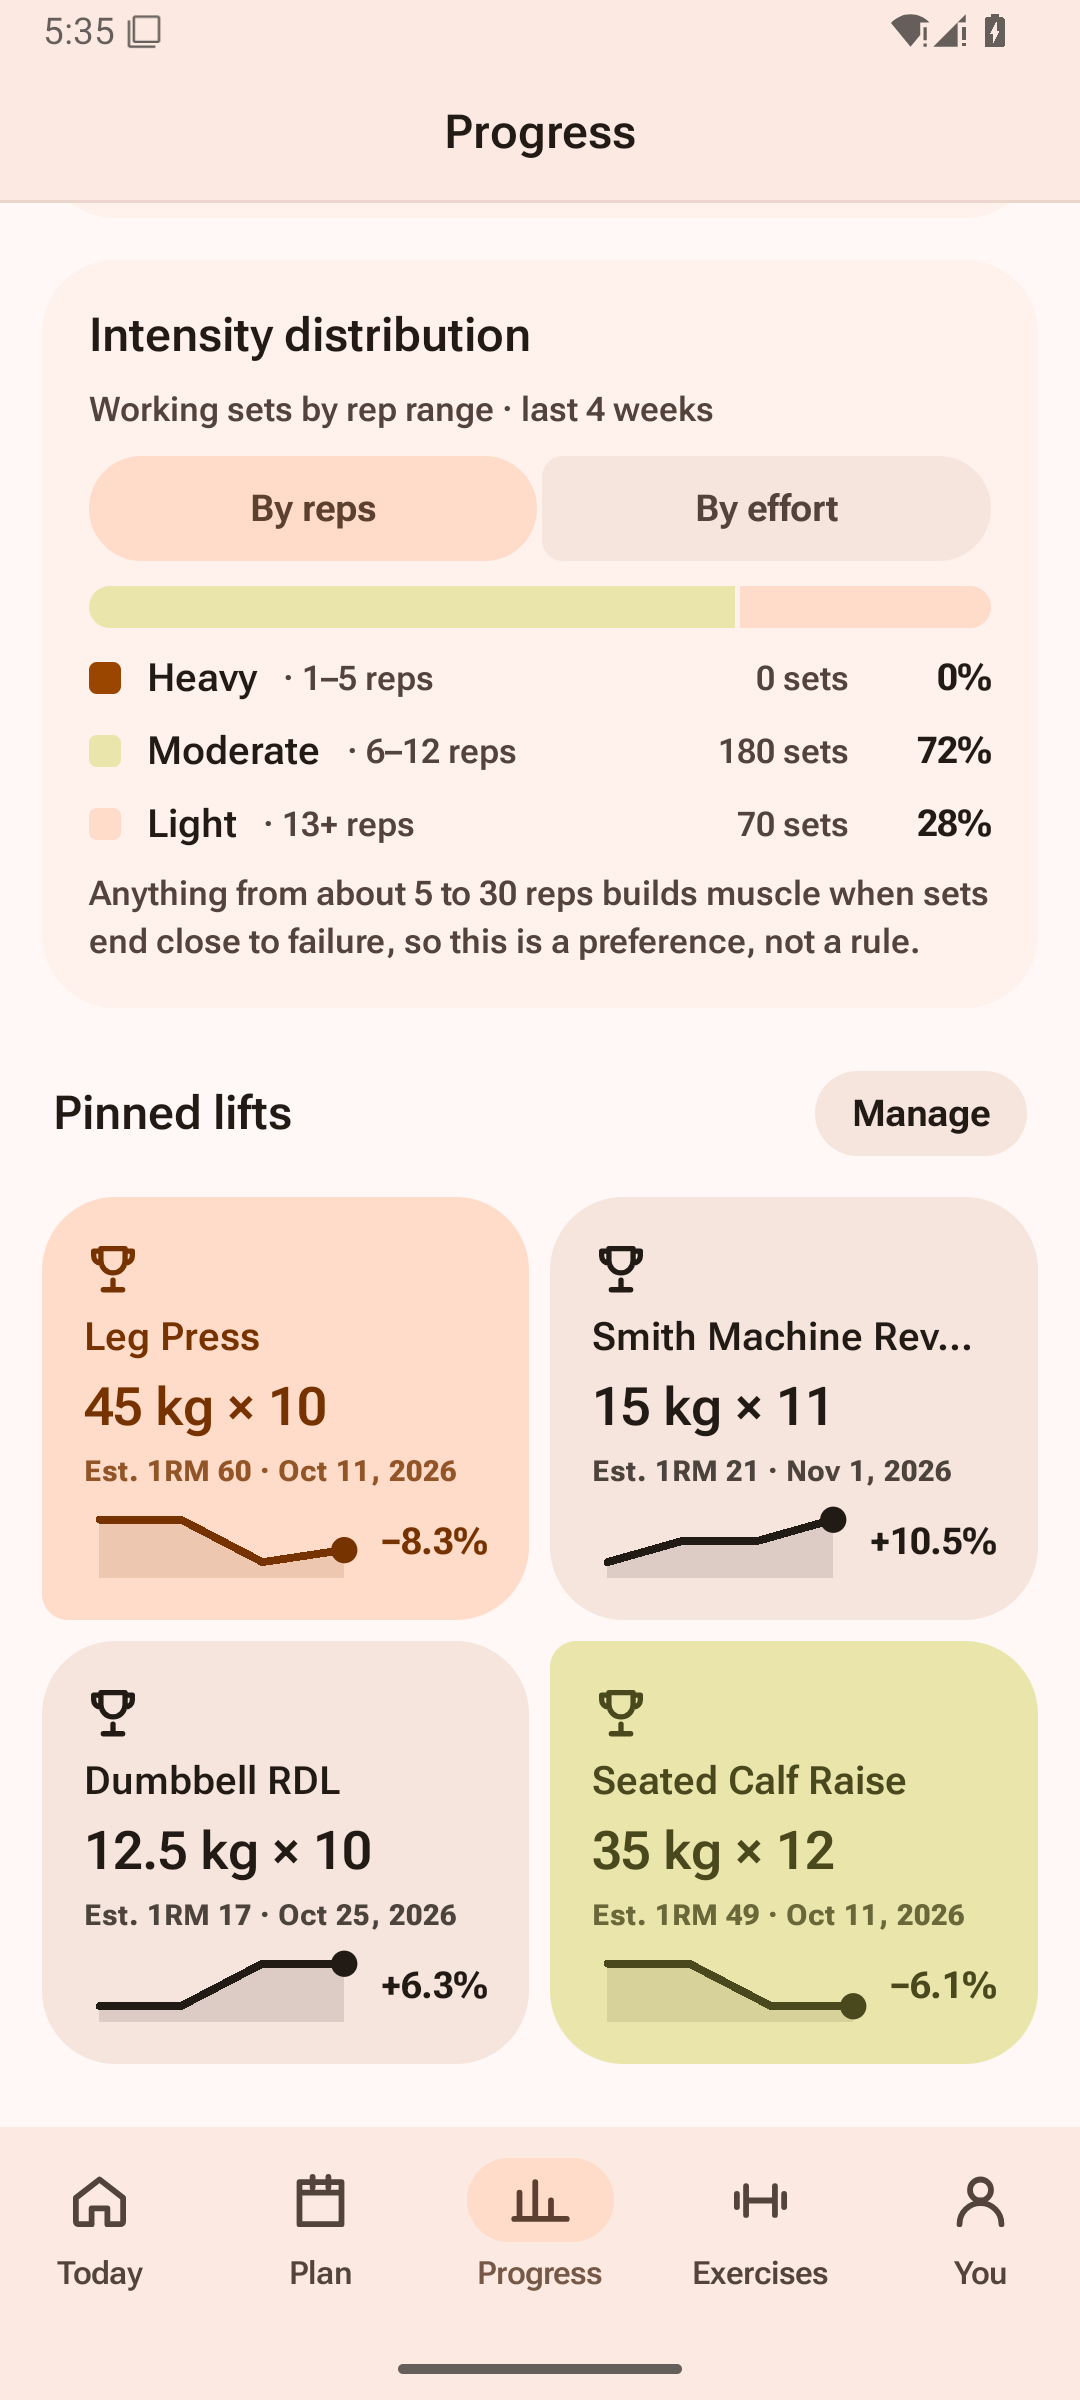 5:35
Progress
Intensity distribution
Working sets by rep range · last 4 weeks
By reps
By effort
Heavy · 1–5 reps 0 sets 0%
Moderate · 6–12 reps 180 sets 72%
Light · 13+ reps 70 sets 28%
Anything from about 5 to 30 reps builds muscle when sets
end close to failure, so this is a preference, not a rule.
Pinned lifts
Manage
Leg Press
45 kg × 10
Est. 1RM 60 · Oct 11, 2026
−8.3%
Smith Machine Rev...
15 kg × 11
Est. 1RM 21 · Nov 1, 2026
+10.5%
Dumbbell RDL
12.5 kg × 10
Est. 1RM 17 · Oct 25, 2026
+6.3%
Seated Calf Raise
35 kg × 12
Est. 1RM 49 · Oct 11, 2026
−6.1%
Today
Plan
Progress
Exercises
You